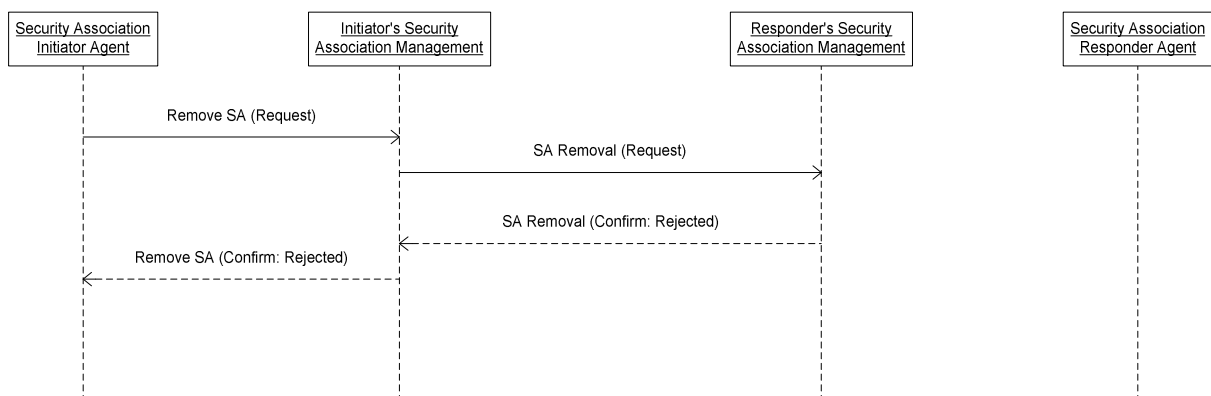 Security Association
Initiator Agent
Initiator's Security
Association Management
Responder's Security
Association Management
Security Association
Responder Agent
Remove SA (Request)
SA Removal (Request)
SA Removal (Confirm: Rejected)
Remove SA (Confirm: Rejected)